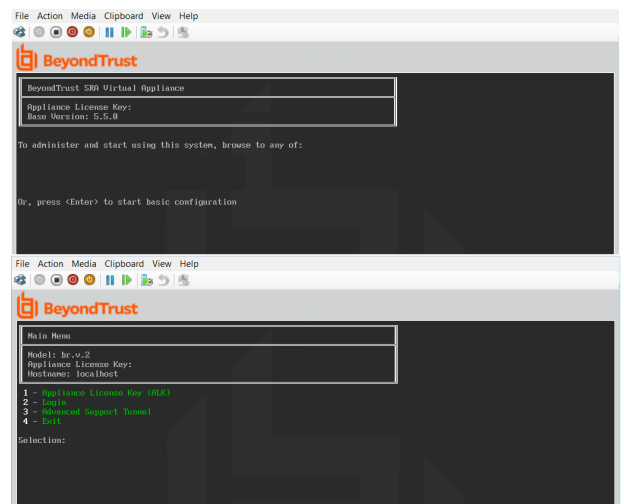 File Action Media Clipboard View Help
BeyondTrust
BeyondTrust SRA Virtual Appliance
Appliance License Key:
Base Version: 5.5.0
To administer and start using this system, browse to any of:
Or, press <Enter> to start basic configuration
File Action Media Clipboard View Help
BeyondTrust
Main Menu
Model: br.v.2
Appliance License Key:
Hostname: localhost
1 - Appliance License Key (ALK)
2 - Login
3 - Advanced Support Tunnel
4 - Exit
Selection: